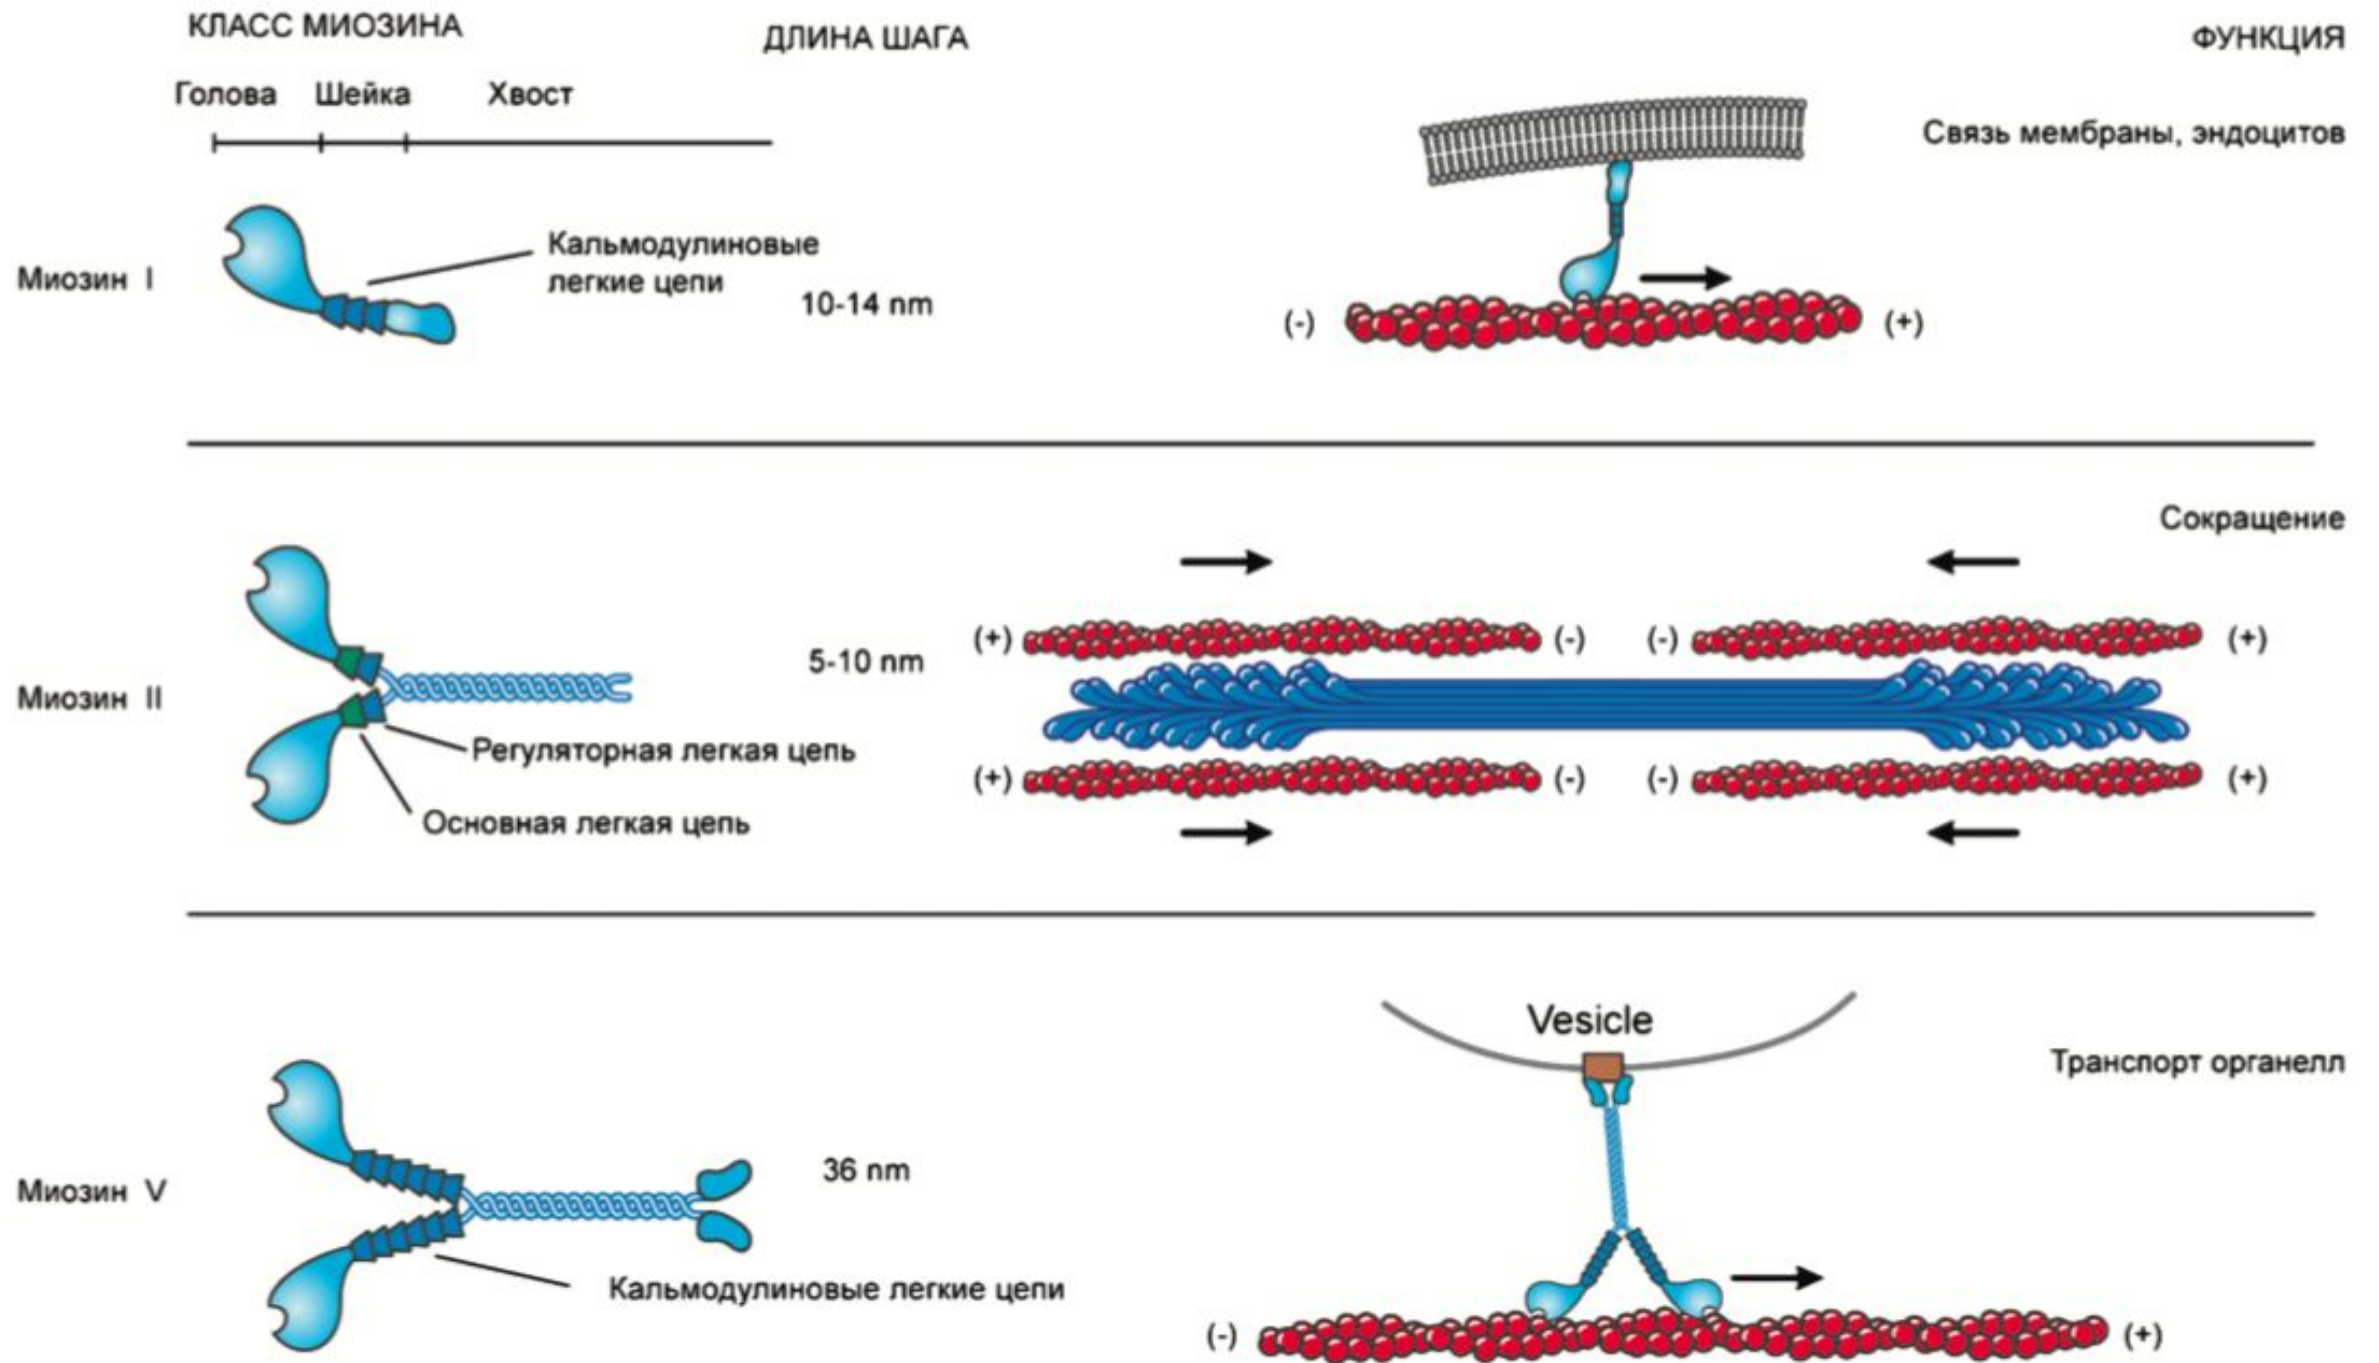 КЛАСС МИОЗИНА
ДЛИНА ШАГА
ФУНКЦИЯ
Голова Шейка Хвост
Связь мембраны, эндоцитов
Миозин I
Кальмодулиновые
легкие цепи
10-14 nm
(-)
(+)
Сокращение
Миозин II
5-10 nm
(+) (-) (-) (+)
Регуляторная легкая цепь
Основная легкая цепь
(+) (-) (-) (+)
Vesicle
Транспорт органелл
Миозин V
36 nm
Кальмодулиновые легкие цепи
(-)
(+)